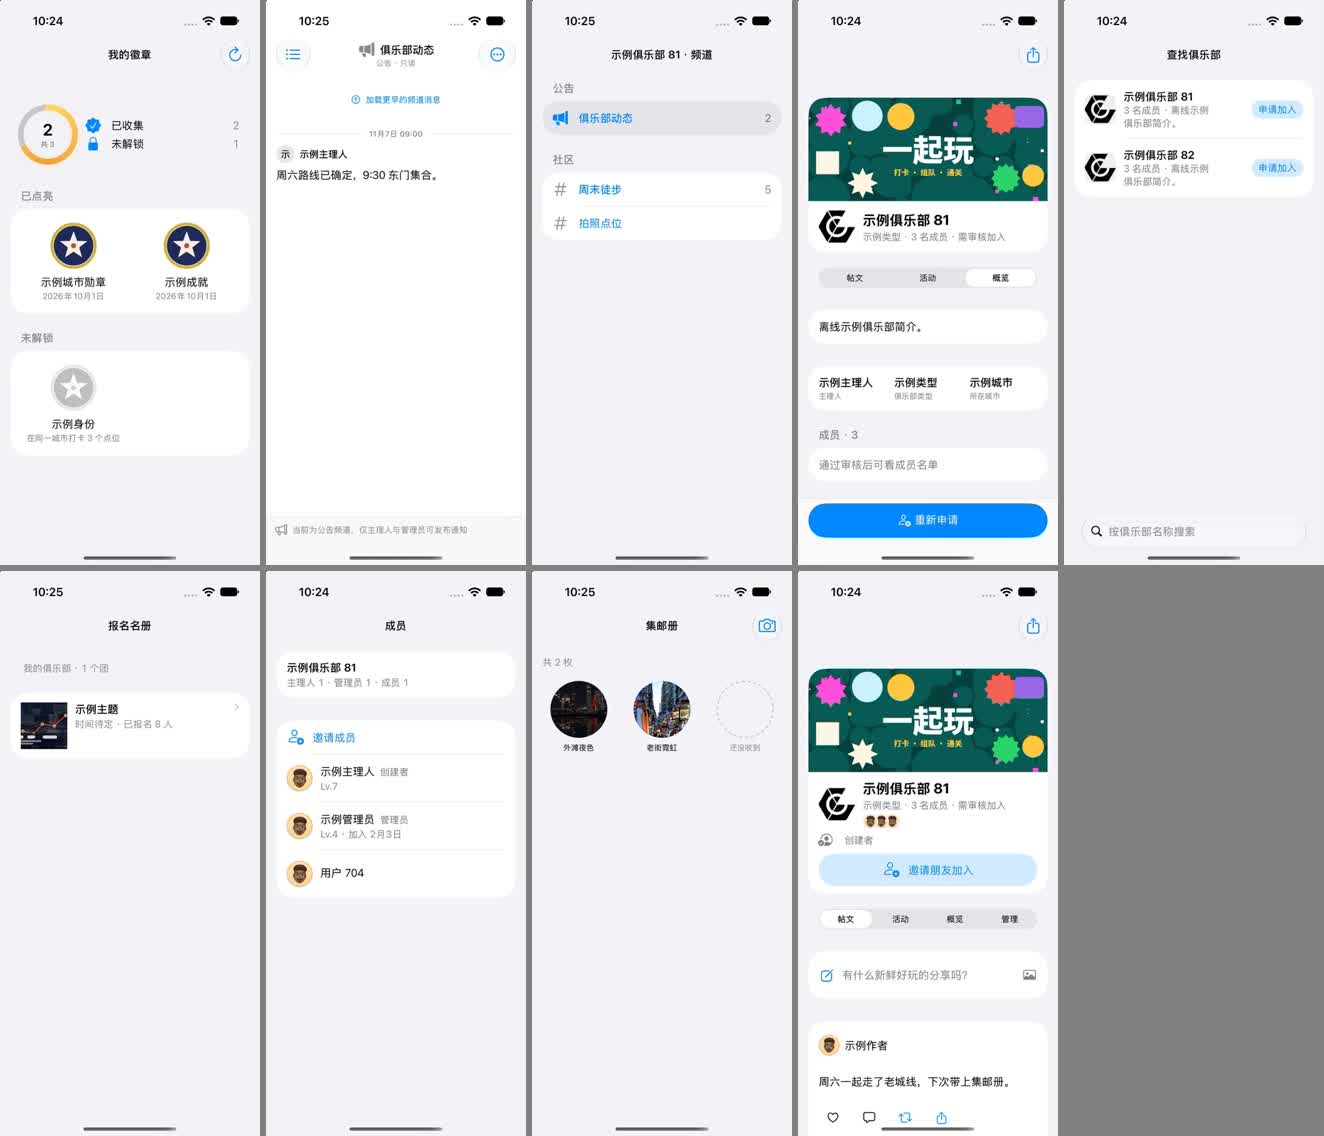 10:24
我的徽章
2
共 3
已收集 2
未解锁 1
已点亮
示例城市勋章
2026年10月1日
示例成就
2026年10月1日
未解锁
示例身份
在同一城市打卡 3 个点位
10:25
俱乐部动态
公告 · 只读
加载更早的频道消息
11月7日 09:00
示 示例主理人
周六路线已确定，9:30 东门集合。
当前为公告频道，仅主理人与管理员可发布通知
10:25
示例俱乐部 81 · 频道
公告
俱乐部动态 2
社区
# 周末徒步 5
# 拍照点位
10:24
一起玩
打卡 · 组队 · 通关
示例俱乐部 81
示例类型 · 3 名成员 · 需审核加入
帖文 活动 概览
离线示例俱乐部简介。
示例主理人 示例类型 示例城市
主理人 俱乐部类型 所在城市
成员 · 3
通过审核后可看成员名单
重新申请
10:24
查找俱乐部
示例俱乐部 81
3 名成员 · 离线示例
俱乐部简介。
申请加入
示例俱乐部 82
3 名成员 · 离线示例
俱乐部简介。
申请加入
按俱乐部名称搜索
10:25
报名名册
我的俱乐部 · 1 个团
示例主题
时间待定 · 已报名 8 人
10:24
成员
示例俱乐部 81
主理人 1 · 管理员 1 · 成员 1
邀请成员
示例主理人 创建者
Lv.7
示例管理员 管理员
Lv.4 · 加入 2月3日
用户 704
10:25
集邮册
共 2 枚
外滩夜色
老街霓虹
还没收到
10:24
一起玩
打卡 · 组队 · 通关
示例俱乐部 81
示例类型 · 3 名成员 · 需审核加入
创建者
邀请朋友加入
帖文 活动 概览 管理
有什么新鲜好玩的分享吗？
示例作者
周六一起走了老城线，下次带上集邮册。